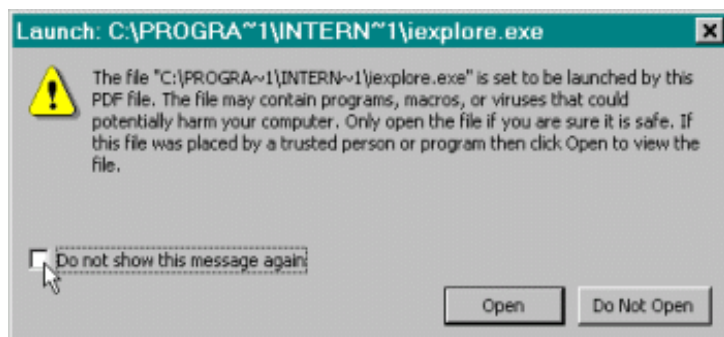 Launch: C:\PROGRA~1\INTERN~1\iexplore.exe
The file "C:\PROGRA~1\INTERN~1\iexplore.exe" is set to be launched by this
PDF file. The file may contain programs, macros, or viruses that could
potentially harm your computer. Only open the file if you are sure it is safe. If
this file was placed by a trusted person or program then click Open to view the
file.
Do not show this message again
Open Do Not Open